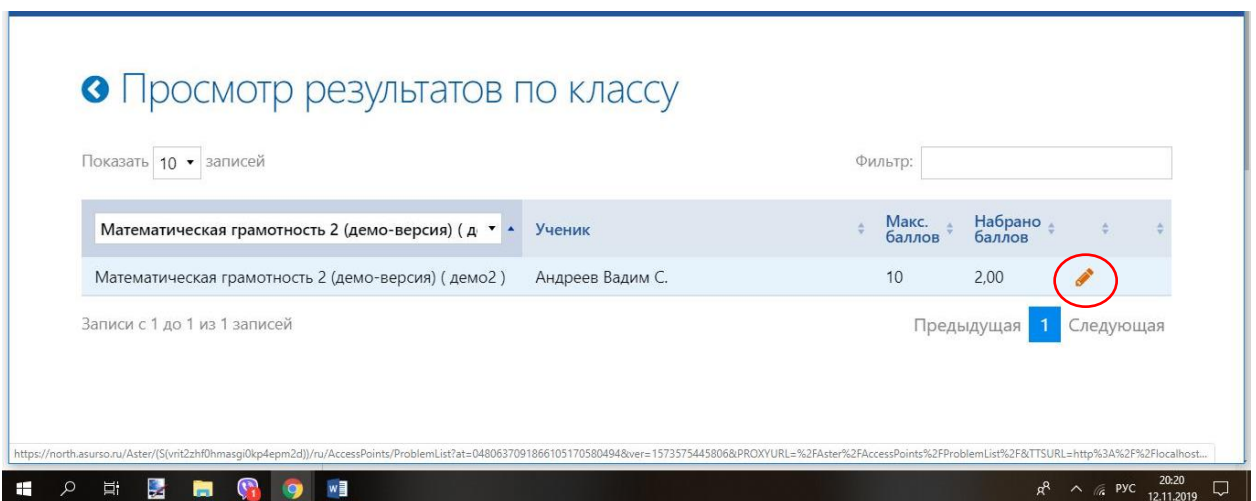 Просмотр результатов по классу
Показать 10 записей
Фильтр:
Математическая грамотность 2 (демо-версия) ( д
Ученик
Макс. баллов
Набрано баллов
Математическая грамотность 2 (демо-версия) ( демо2 )
Андреев Вадим С.
10
2,00
Записи с 1 до 1 из 1 записей
Предыдущая 1 Следующая
https://north.asurso.ru/Aster/(S(vrit2zhf0hmasgi0kp4epm2d))/ru/AccessPoints/ProblemList?at=0480637091866105170580494&ver=1573575445806&PROXYURL=%2FAster%2FAccessPoints%2FProblemList%2F&TTSURL=http%3A%2F%2Flocalhost...
РУС
20:20
12.11.2019